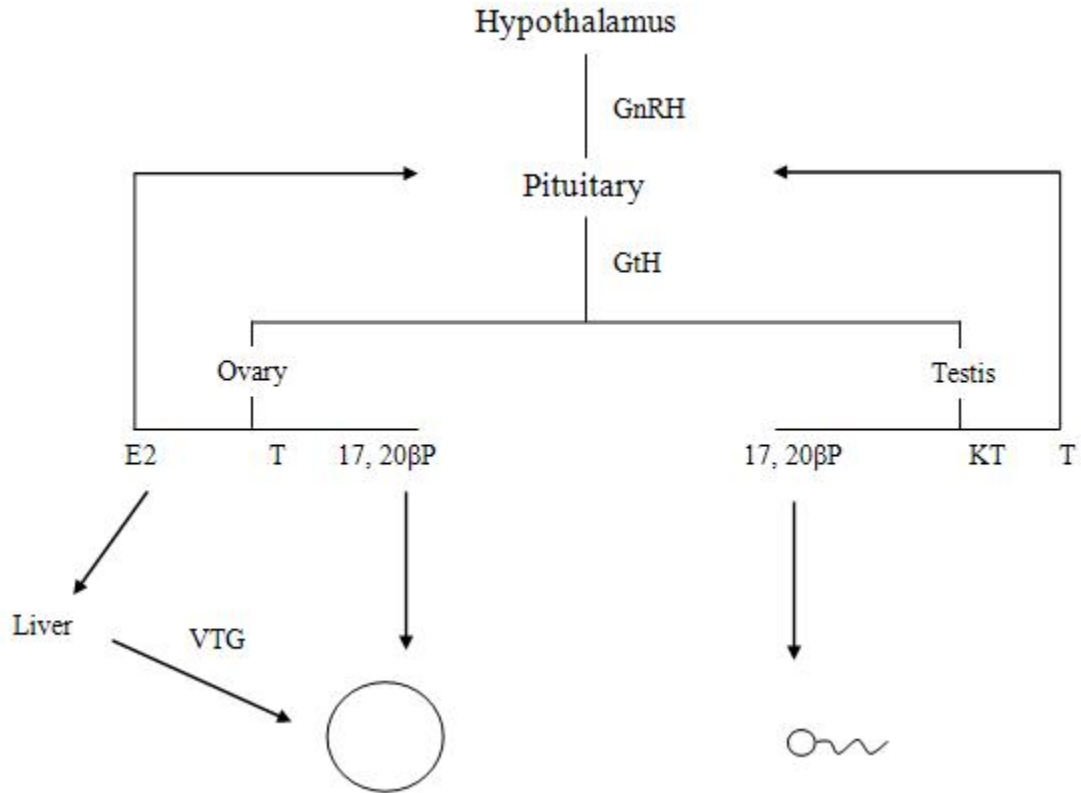 Hypothalamus
GnRH
Pituitary
GtH
Ovary
Testis
E2 T 17, 20βP 17, 20βP KT T
Liver
VTG